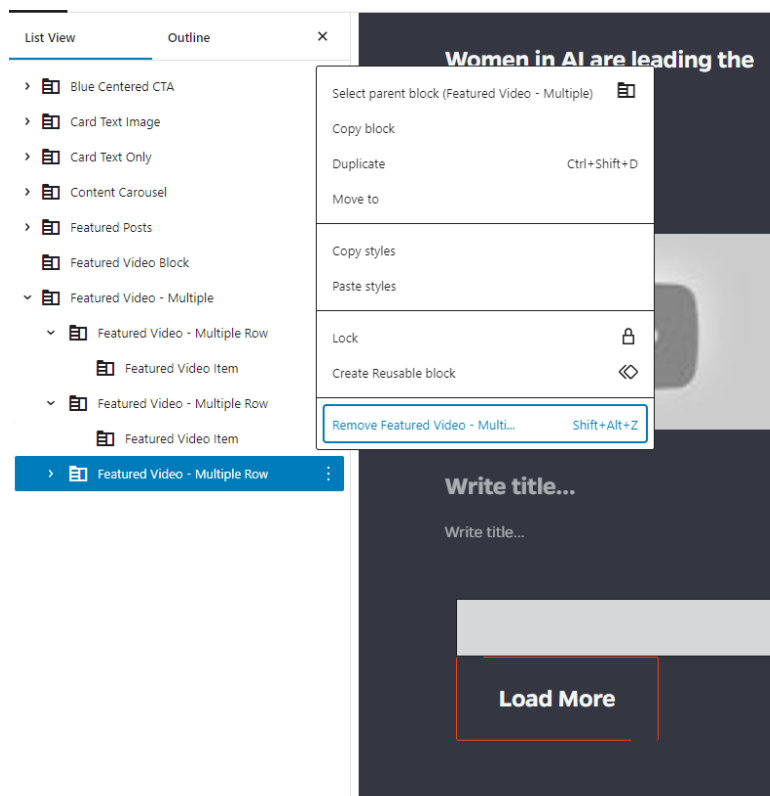 List View
Outline
Blue Centered CTA
Card Text Image
Card Text Only
Content Carousel
Featured Posts
Featured Video Block
Featured Video - Multiple
Featured Video - Multiple Row
Featured Video Item
Featured Video - Multiple Row
Featured Video Item
Featured Video - Multiple Row
Select parent block (Featured Video - Multiple)
Copy block
Duplicate Ctrl+Shift+D
Move to
Copy styles
Paste styles
Lock
Create Reusable block
Remove Featured Video - Multi... Shift+Alt+Z
Women in AI are leading the
Write title...
Write title...
Load More